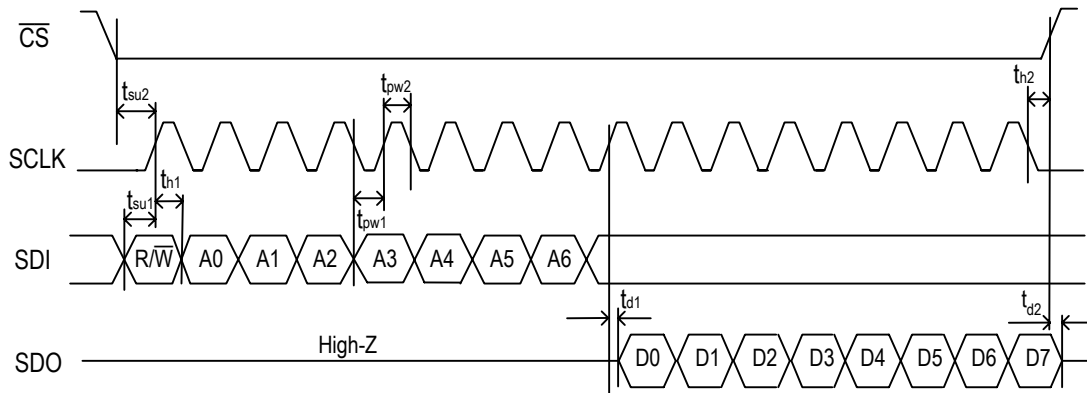 C̅S̅
tsu2
tpw2
th2
SCLK
tsu1
th1
tpw1
SDI
R/W̅ A0 A1 A2 A3 A4 A5 A6
td1
td2
SDO
High-Z
D0 D1 D2 D3 D4 D5 D6 D7